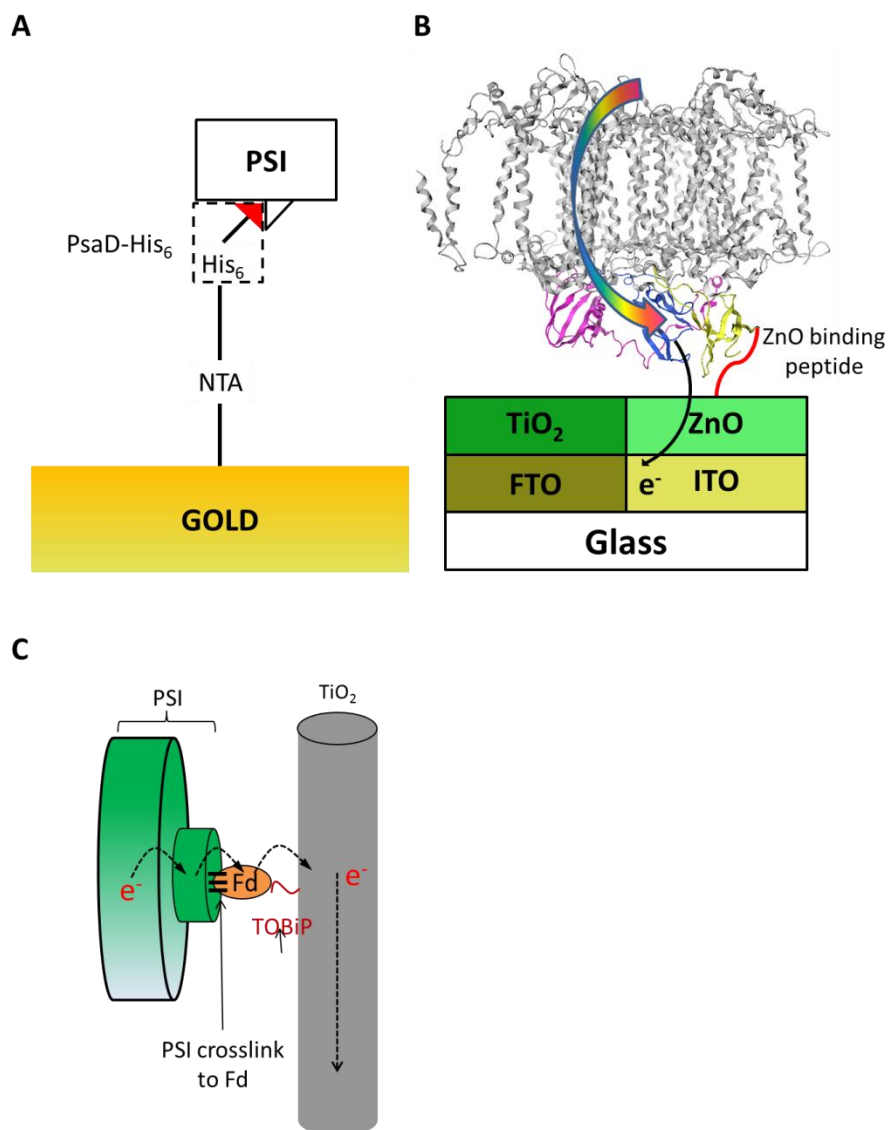 A
PSI
PsaD-His6
His6
NTA
GOLD
B
ZnO binding
peptide
TiO2
ZnO
FTO
e-
ITO
Glass
C
PSI
TiO2
e-
Fd
e-
TOBiP
PSI crosslink
to Fd